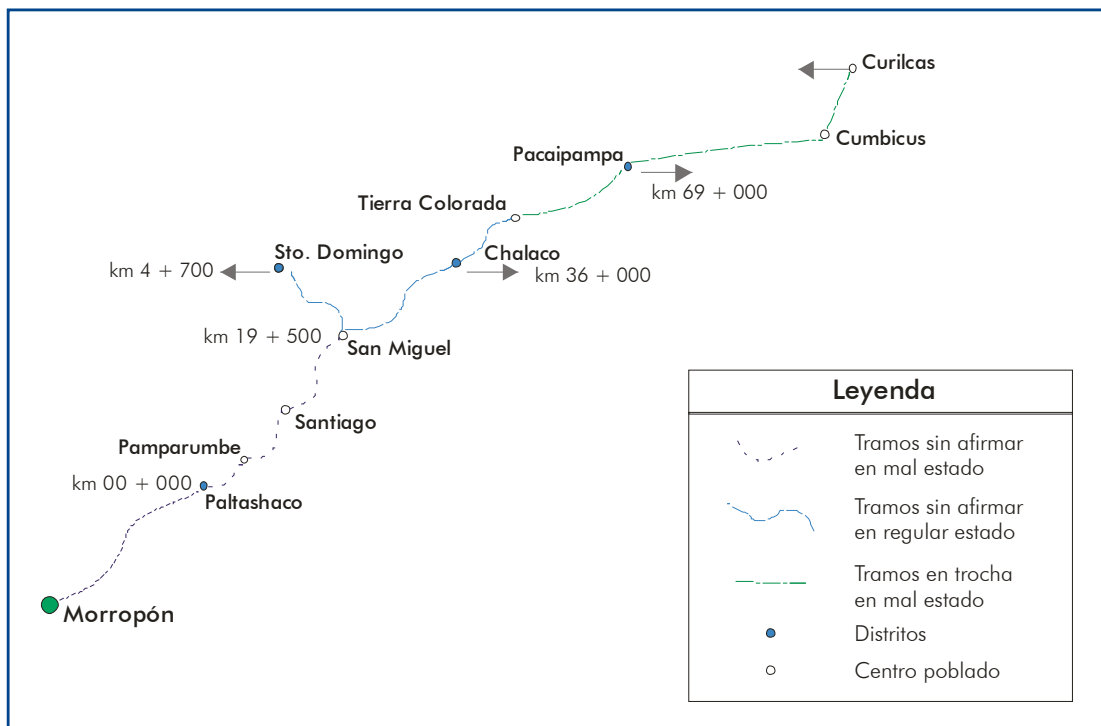 Curilcas
Cumbicus
Pacaipampa
km 69 + 000
Tierra Colorada
Sto. Domingo
Chalaco
km 4 + 700
km 36 + 000
km 19 + 500
San Miguel
Santiago
Pamparumbe
km 00 + 000
Paltashaco
Morropón
Leyenda
Tramos sin afirmar
en mal estado
Tramos sin afirmar
en regular estado
Tramos en trocha
en mal estado
Distritos
Centro poblado